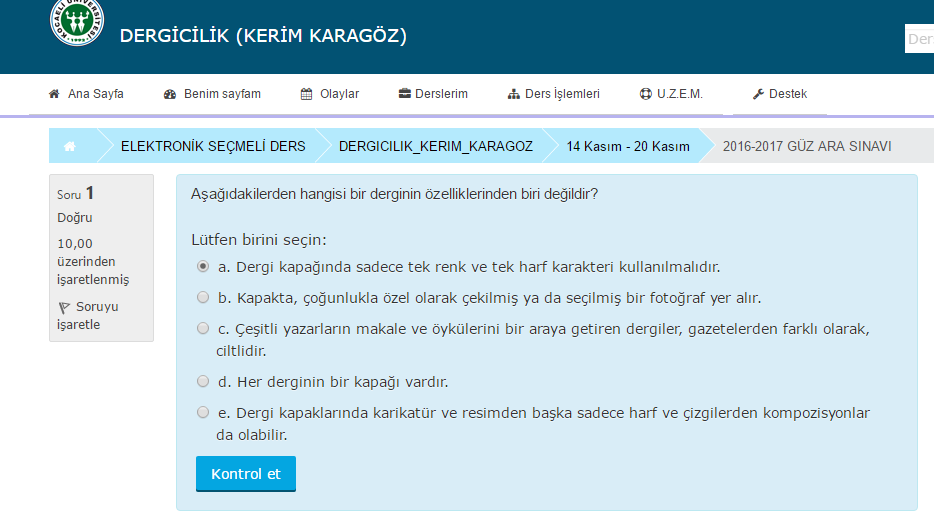 KOCAELİ ÜNİVERSİTESİ
DERGİCİLİK (KERİM KARAGÖZ)
Der
Ana Sayfa
Benim sayfam
Olaylar
Derslerim
Ders İşlemleri
U.Z.E.M.
Destek
ELEKTRONİK SEÇMELİ DERS
DERGICILIK_KERIM_KARAGOZ
14 Kasım - 20 Kasım
2016-2017 GÜZ ARA SINAVI
Soru 1
Doğru
10,00
üzerinden
işaretlenmiş
Soruyu
işaretle
Aşağıdakilerden hangisi bir derginin özelliklerinden biri değildir?
Lütfen birini seçin:
a. Dergi kapağında sadece tek renk ve tek harf karakteri kullanılmalıdır.
b. Kapakta, çoğunlukla özel olarak çekilmiş ya da seçilmiş bir fotoğraf yer alır.
c. Çeşitli yazarların makale ve öykülerini bir araya getiren dergiler, gazetelerden farklı olarak,
ciltlidir.
d. Her derginin bir kapağı vardır.
e. Dergi kapaklarında karikatür ve resimden başka sadece harf ve çizgilerden kompozisyonlar
da olabilir.
Kontrol et